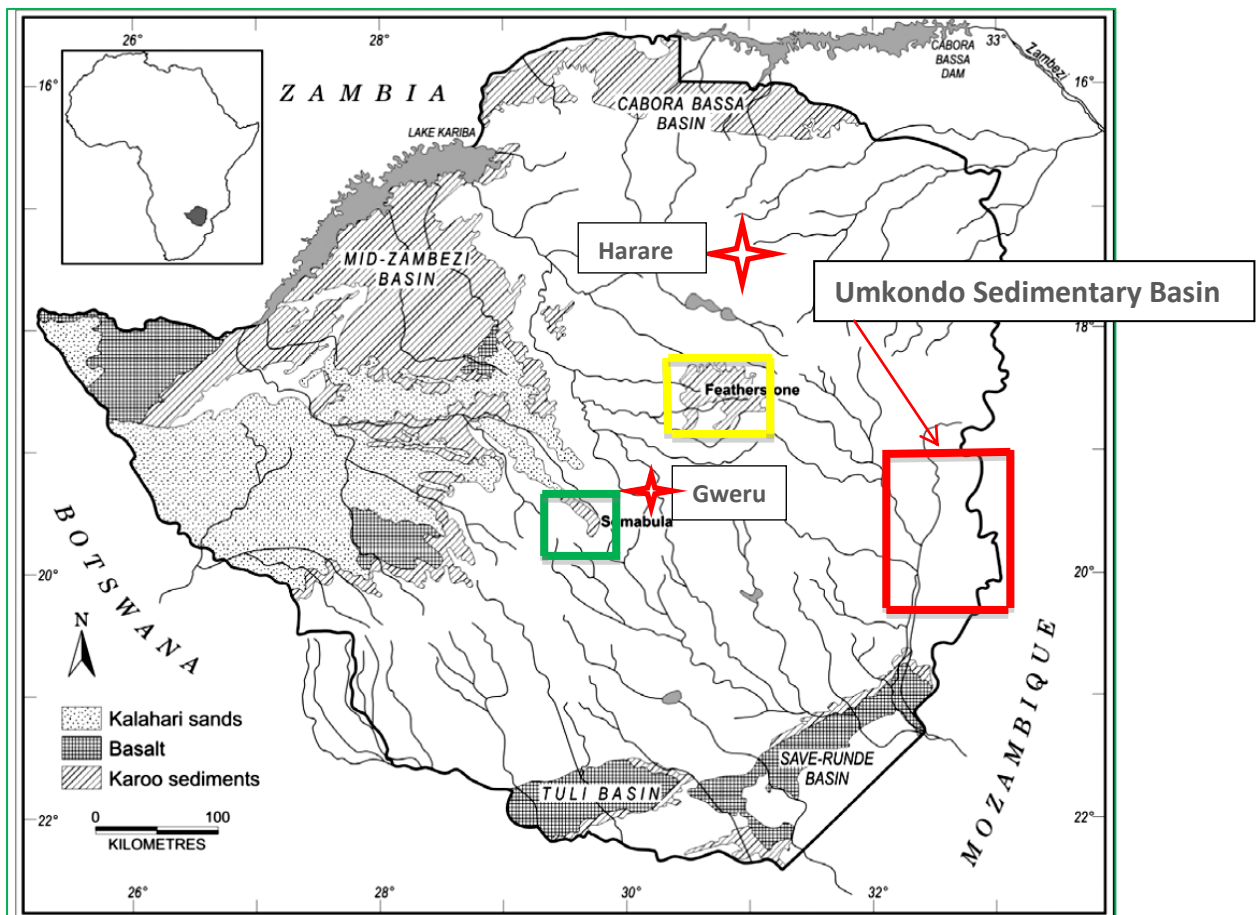 26°
28°
33°
16°
ZAMBIA
CABORA
BASSA
DAM
Zambezi
16°
CABORA BASSA
BASIN
LAKE KARIBA
Harare
MID-ZAMBEZI
BASIN
Umkondo Sedimentary Basin
18°
Featherstone
Gweru
Somabula
BOTSWANA
20°
20°
N
MOZAMBIQUE
Kalahari sands
Basalt
Karoo sediments
SAVE-RUNDE
BASIN
TULI BASIN
0 100
KILOMETRES
22°
22°
26°
28°
30°
32°